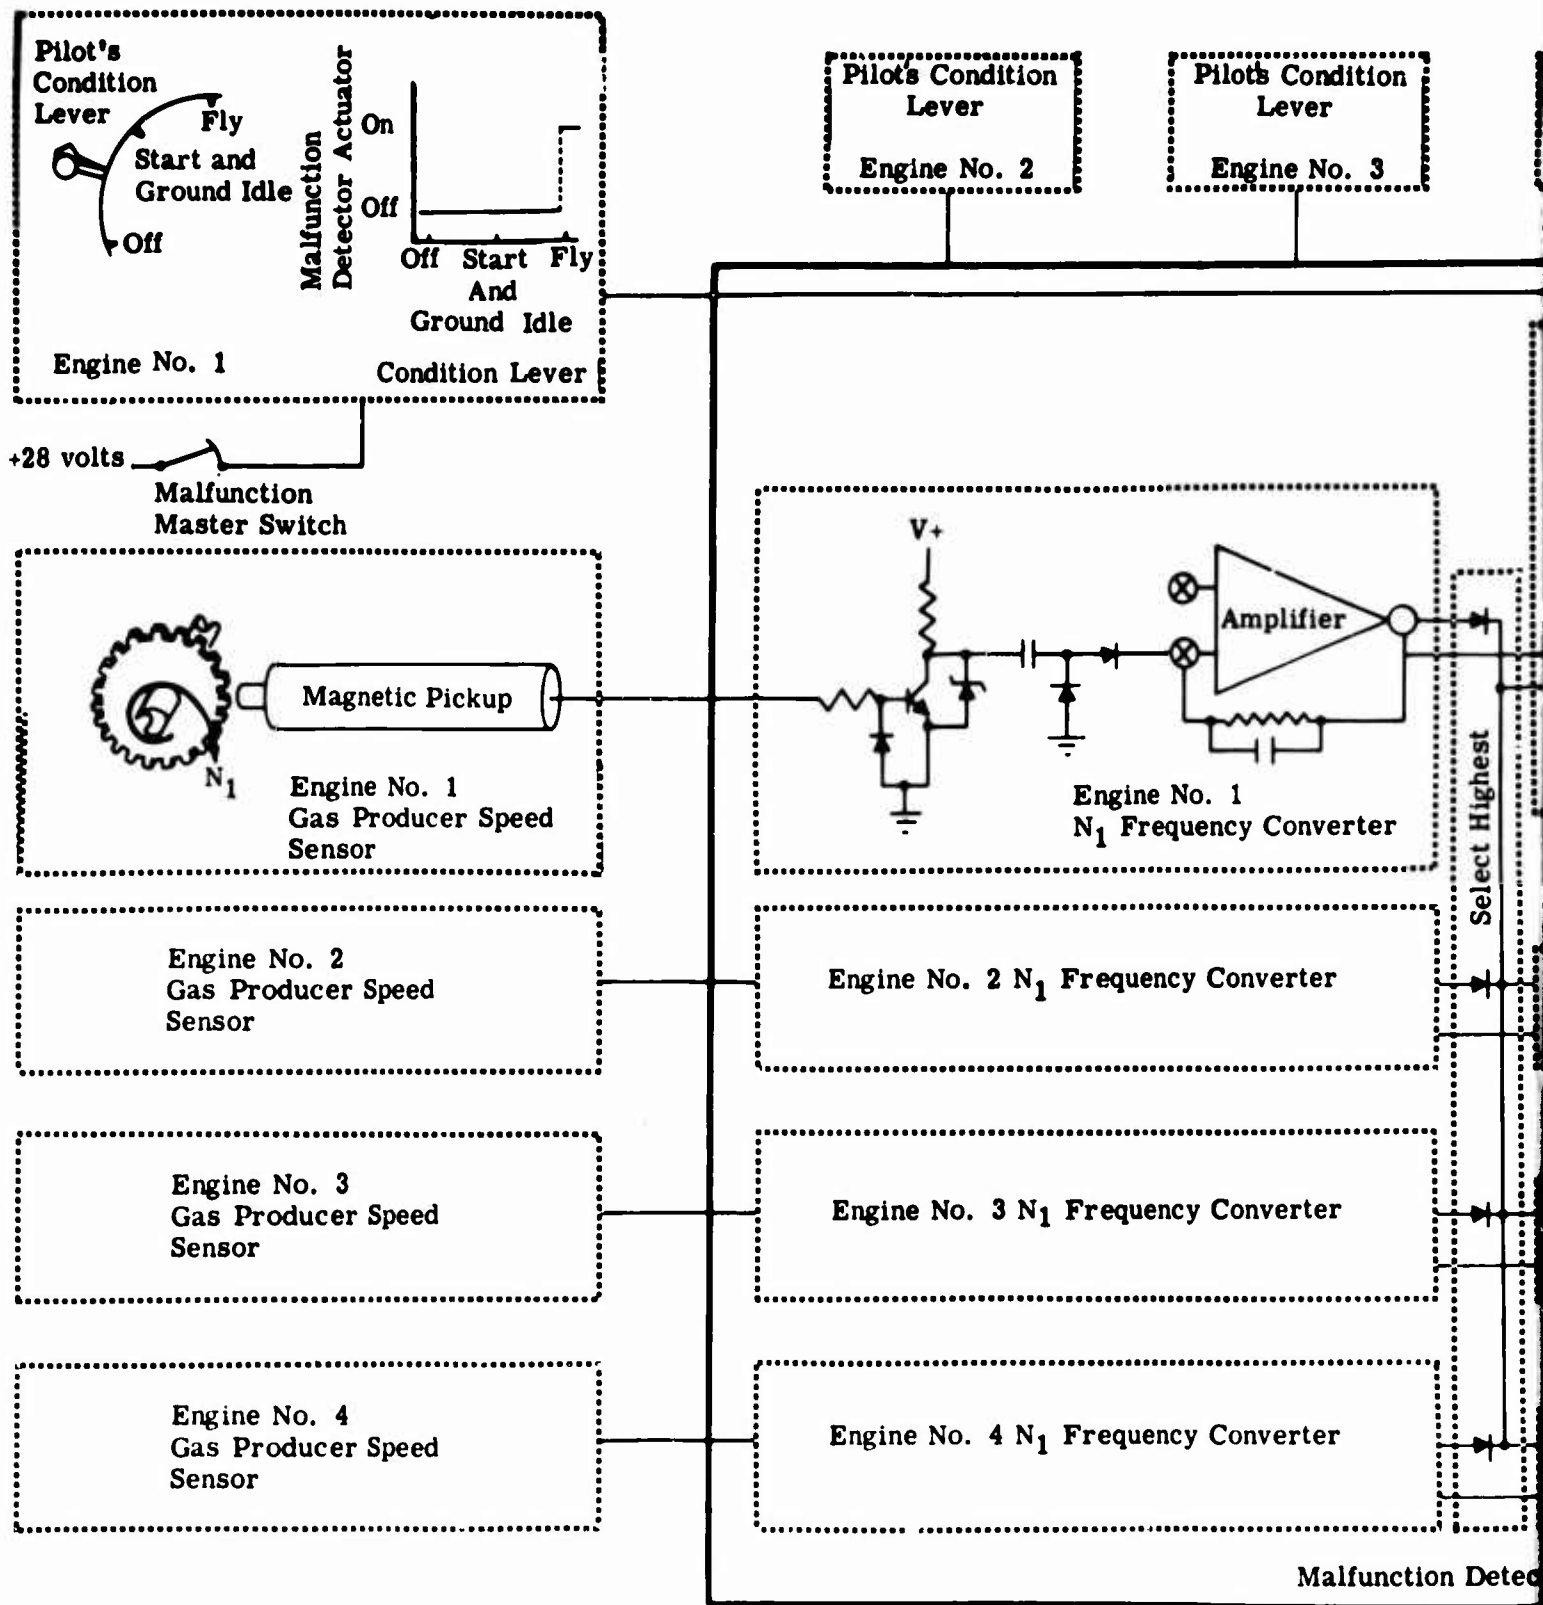 Pilot's
Condition
Lever
Fly
Start and
Ground Idle
Off
Engine No. 1
Malfunction
Detector Actuator
On
Off
Off Start Fly
And
Ground Idle
Condition Lever
Pilot's Condition
Lever
Engine No. 2
Pilot's Condition
Lever
Engine No. 3
+28 volts
Malfunction
Master Switch
Magnetic Pickup
N1
Engine No. 1
Gas Producer Speed
Sensor
V+
Amplifier
Engine No. 1
N1 Frequency Converter
Select Highest
Engine No. 2
Gas Producer Speed
Sensor
Engine No. 2 N1 Frequency Converter
Engine No. 3
Gas Producer Speed
Sensor
Engine No. 3 N1 Frequency Converter
Engine No. 4
Gas Producer Speed
Sensor
Engine No. 4 N1 Frequency Converter
Malfunction Detec